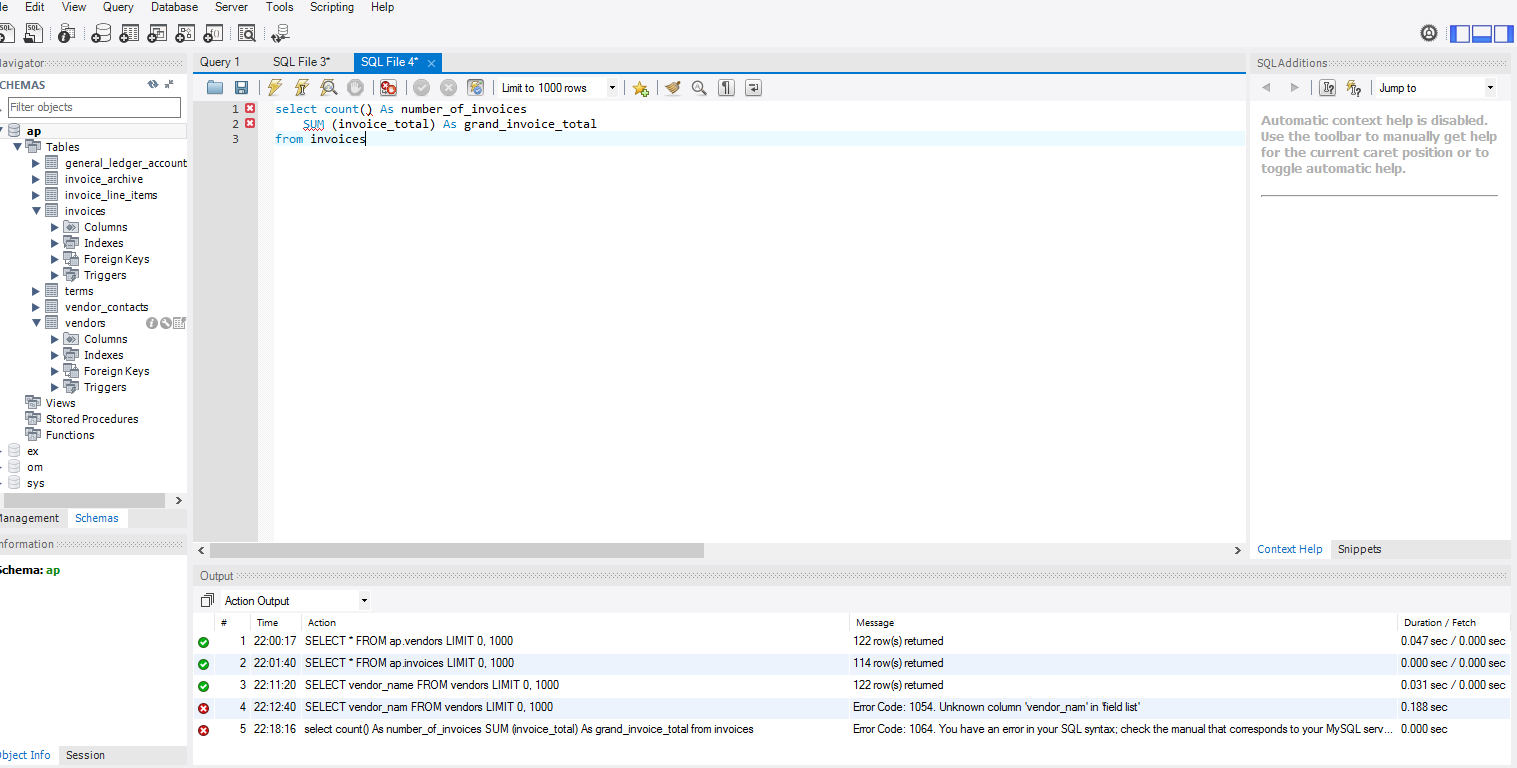 le Edit View Query Database Server Tools Scripting Help
Navigator
CHEMAS
Filter objects
ap
Tables
general_ledger_account
invoice_archive
invoice_line_items
invoices
Columns
Indexes
Foreign Keys
Triggers
terms
vendor_contacts
vendors
Columns
Indexes
Foreign Keys
Triggers
Views
Stored Procedures
Functions
ex
om
sys
Management Schemas
nformation
Schema: ap
Object Info Session
Query 1 SQL File 3* SQL File 4*
Limit to 1000 rows
1 select count() As number_of_invoices
2 SUM (invoice_total) As grand_invoice_total
3 from invoices
SQLAdditions
Jump to
Automatic context help is disabled.
Use the toolbar to manually get help
for the current caret position or to
toggle automatic help.
Context Help Snippets
Output
Action Output
# Time Action Message Duration / Fetch
1 22:00:17 SELECT * FROM ap.vendors LIMIT 0, 1000 122 row(s) returned 0.047 sec / 0.000 sec
2 22:01:40 SELECT * FROM ap.invoices LIMIT 0, 1000 114 row(s) returned 0.000 sec / 0.000 sec
3 22:11:20 SELECT vendor_name FROM vendors LIMIT 0, 1000 122 row(s) returned 0.031 sec / 0.000 sec
4 22:12:40 SELECT vendor_nam FROM vendors LIMIT 0, 1000 Error Code: 1054. Unknown column 'vendor_nam' in 'field list' 0.188 sec
5 22:18:16 select count() As number_of_invoices SUM (invoice_total) As grand_invoice_total from invoices Error Code: 1064. You have an error in your SQL syntax; check the manual that corresponds to your MySQL serv... 0.000 sec